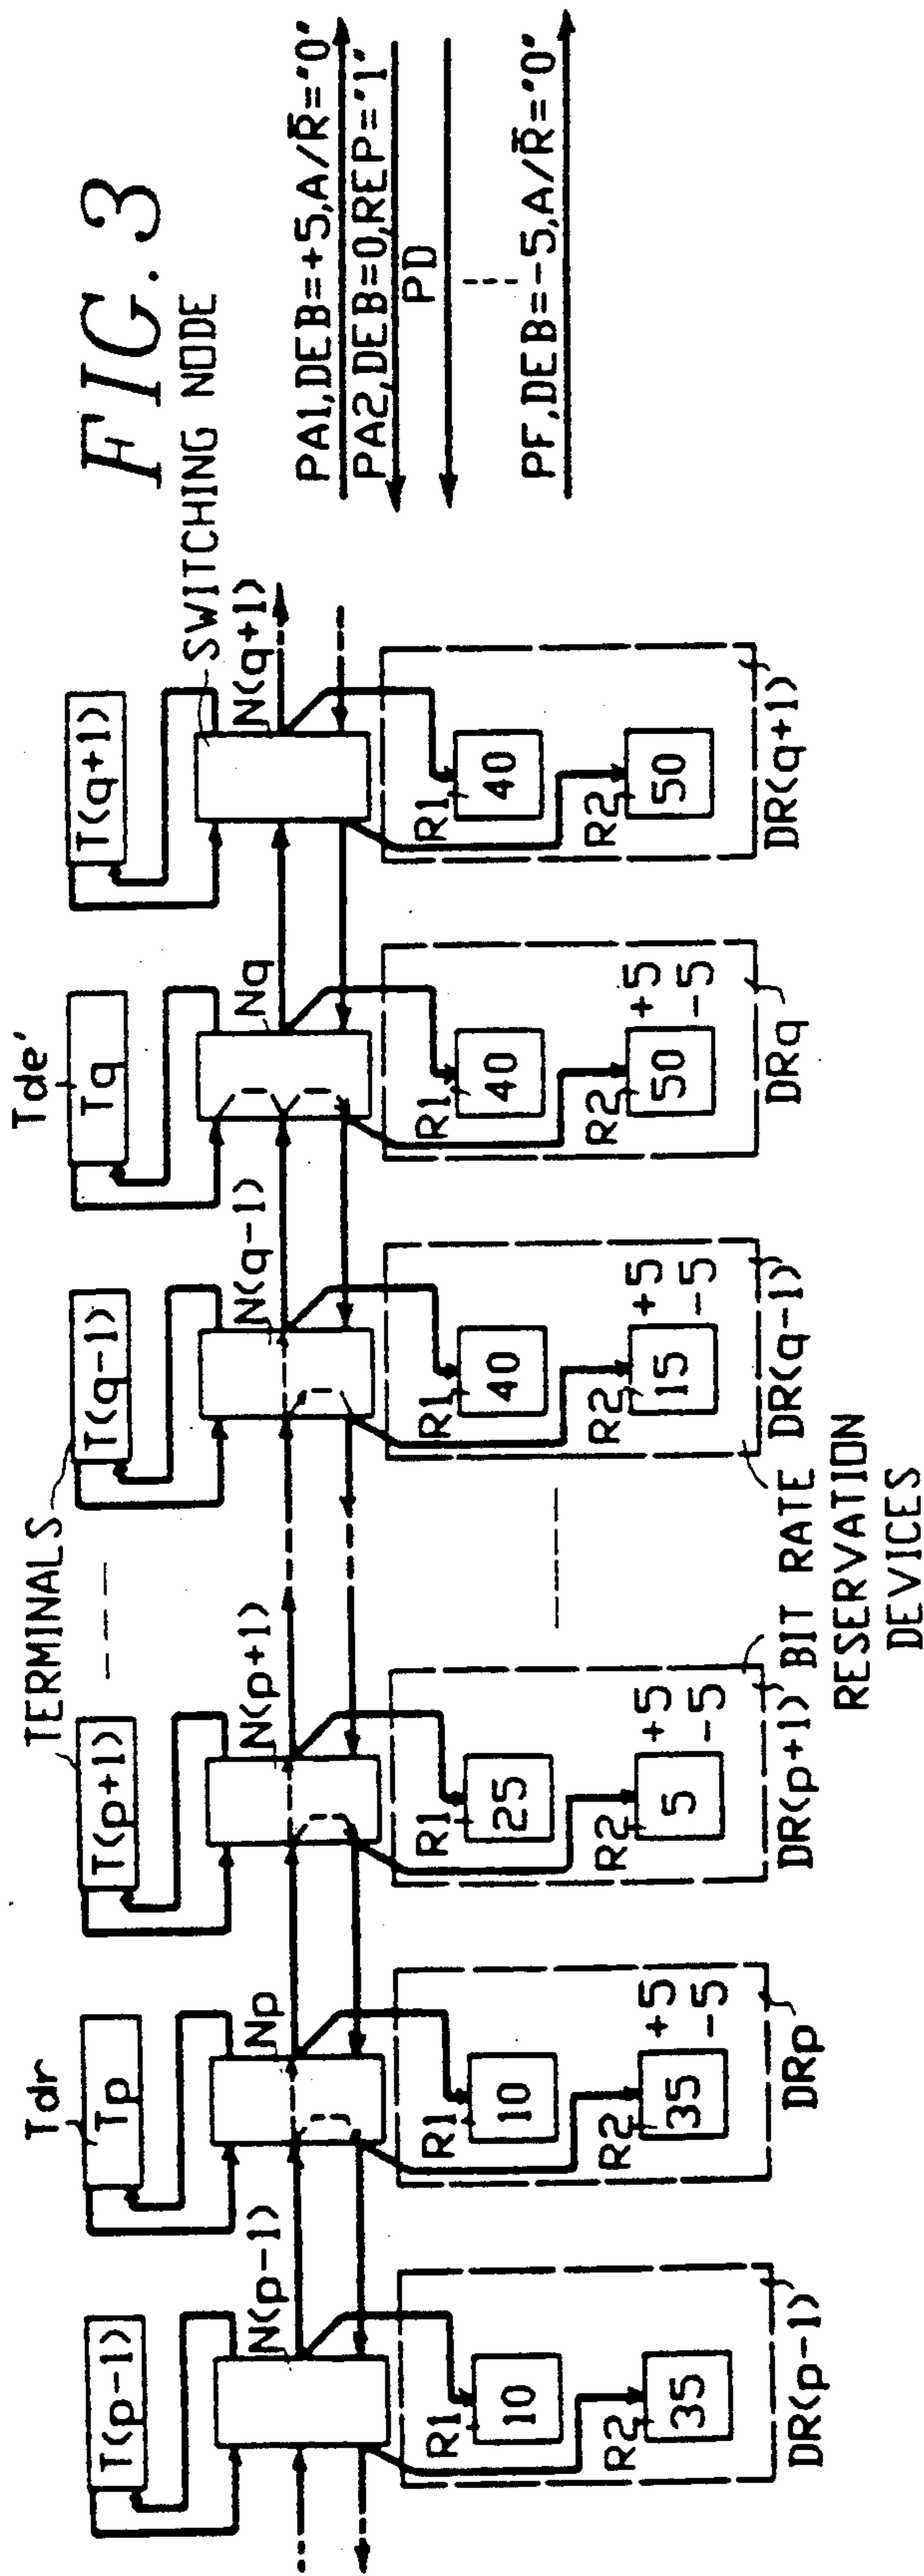 FIG. 3
SWITCHING NODE
TERMINALS
Tdr
Tde'
T(p-1)
Tp
T(p+1)
T(q-1)
Tq
T(q+1)
N(p-1)
Np
N(p+1)
N(q-1)
Nq
N(q+1)
R1
10
R1
10
R1
25
R1
40
R1
40
R1
40
R2
35
R2
35
+5
-5
R2
5
+5
-5
R2
15
+5
-5
R2
50
+5
-5
R2
50
DR(p-1)
DRp
DR(p+1)
DR(q-1)
DRq
DR(q+1)
BIT RATE
RESERVATION
DEVICES
PA1,DEB=+5,A/R̅="0"
PA2,DEB=0,REP="1"
PD
PF,DEB=-5,A/R̅="0"